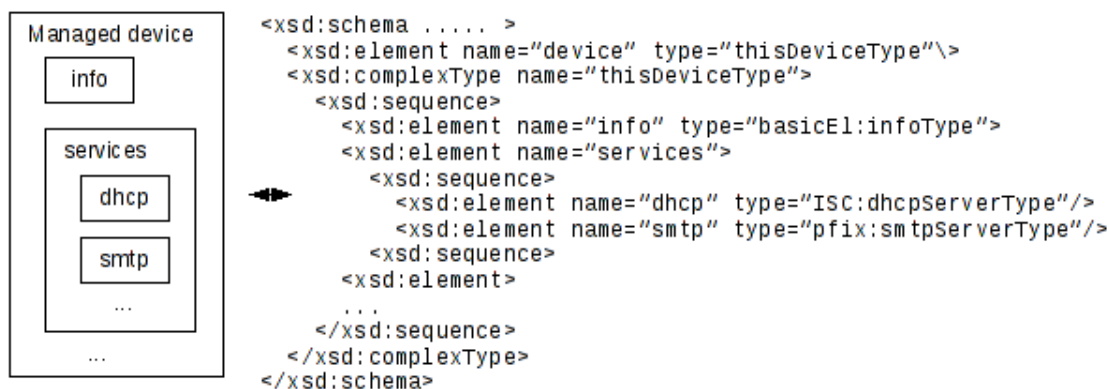 Managed device
info
services
dhcp
smtp
...
...
<xsd:schema ..... >
  <xsd:element name="device" type="thisDeviceType"\>
  <xsd:complexType name="thisDeviceType">
    <xsd:sequence>
      <xsd:element name="info" type="basicEl:infoType">
      <xsd:element name="services">
        <xsd:sequence>
          <xsd:element name="dhcp" type="ISC:dhcpServerType"/>
          <xsd:element name="smtp" type="pfix:smtpServerType"/>
        <xsd:sequence>
      <xsd:element>
      ...
    </xsd:sequence>
  </xsd:complexType>
</xsd:schema>